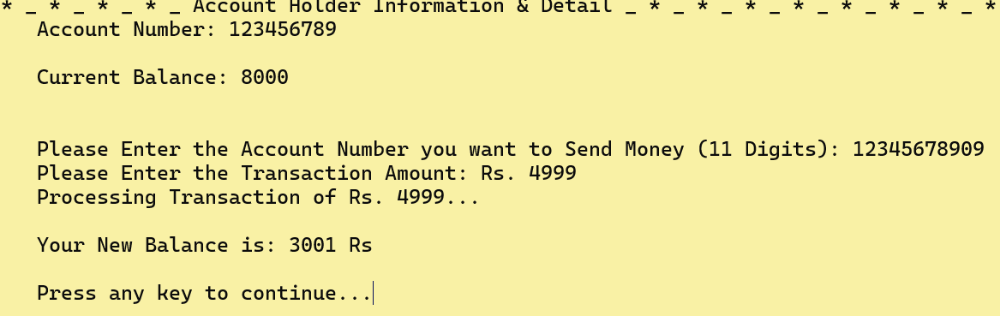 * _ * _ * _ * _ Account Holder Information & Detail _ * _ * _ * _ * _ * _ * _ * _ *
Account Number: 123456789
Current Balance: 8000
Please Enter the Account Number you want to Send Money (11 Digits): 12345678909
Please Enter the Transaction Amount: Rs. 4999
Processing Transaction of Rs. 4999...
Your New Balance is: 3001 Rs
Press any key to continue...